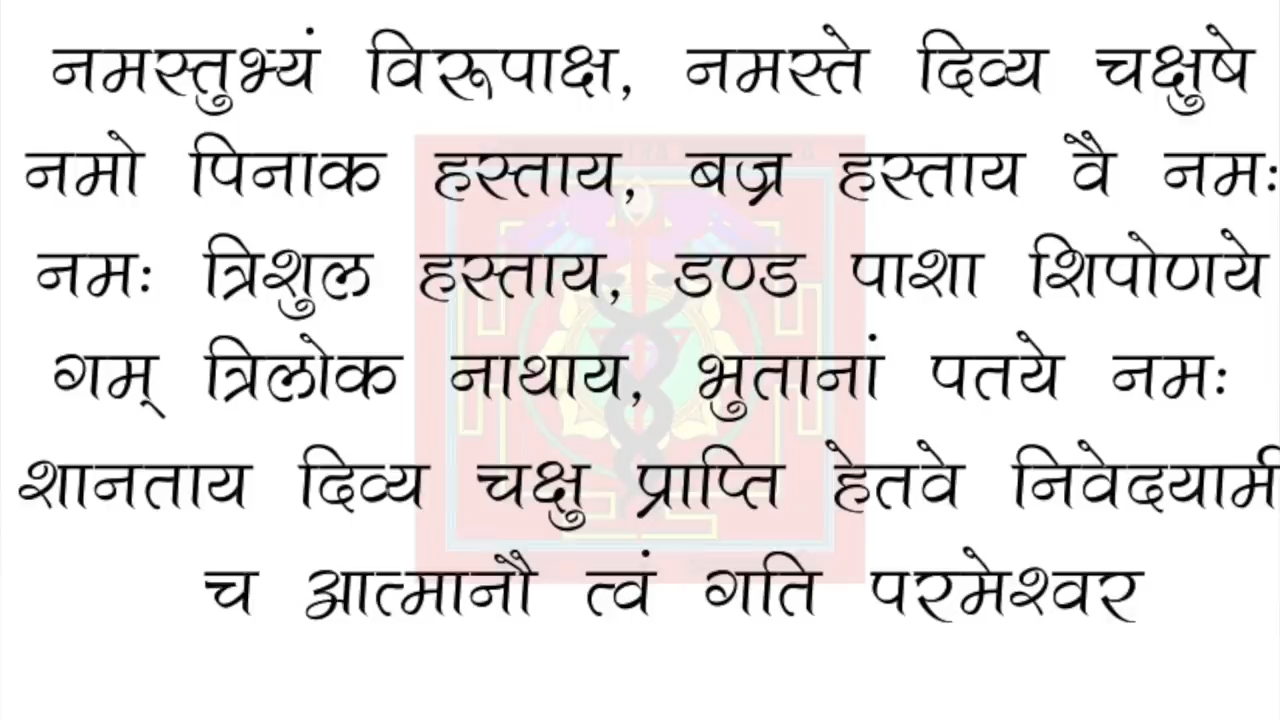 नमस्तुभ्यं विरूपाक्ष, नमस्ते दिव्य चक्षुषे
नमो पिनाक हस्ताय, बज्र हस्ताय वै नमः
नमः त्रिशुल हस्ताय, डण्ड पाशा शिपोणये
गम् त्रिलोक नाथाय, भुतानां पतये नमः
शानताय दिव्य चक्षु प्राप्ति हेतवे निवेदयामी
च आत्मानौ त्वं गति परमेश्वर